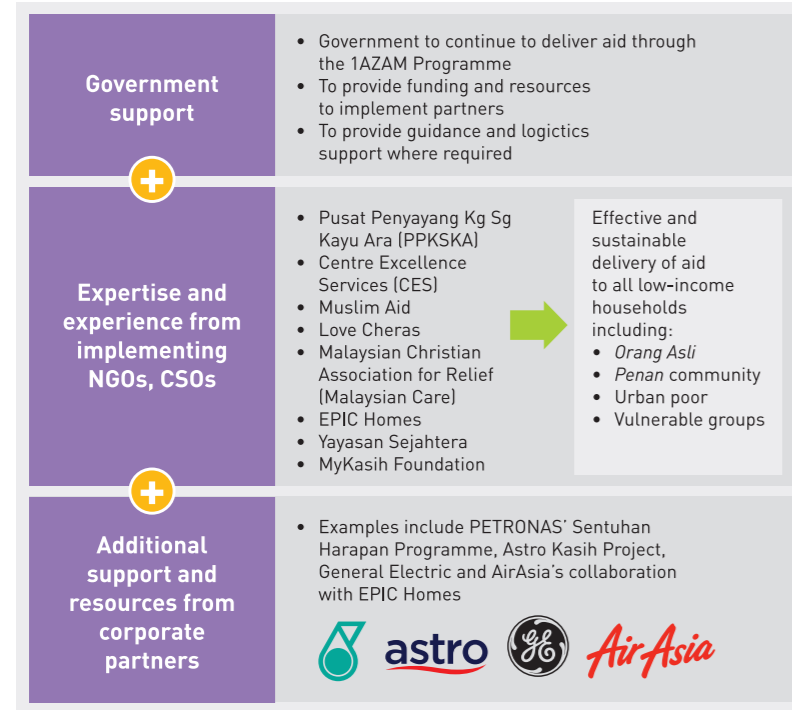 Government
support
• Government to continue to deliver aid through
the 1AZAM Programme
• To provide funding and resources
to implement partners
• To provide guidance and logictics
support where required
Expertise and
experience from
implementing
NGOs, CSOs
• Pusat Penyayang Kg Sg
Kayu Ara (PPKSKA)
• Centre Excellence
Services (CES)
• Muslim Aid
• Love Cheras
• Malaysian Christian
Association for Relief
(Malaysian Care)
• EPIC Homes
• Yayasan Sejahtera
• MyKasih Foundation
Effective and
sustainable
delivery of aid
to all low-income
households
including:
• Orang Asli
• Penan community
• Urban poor
• Vulnerable groups
Additional
support and
resources from
corporate
partners
• Examples include PETRONAS’ Sentuhan
Harapan Programme, Astro Kasih Project,
General Electric and AirAsia’s collaboration
with EPIC Homes
astro
GE
AirAsia